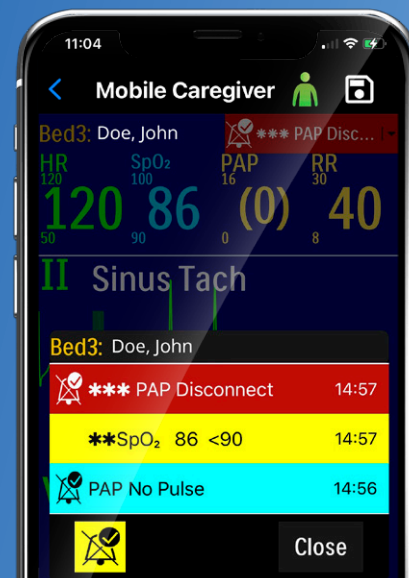 11:04
Mobile Caregiver
Bed3: Doe, John
*** PAP Disc...
HR SpO₂ PAP RR
120 100 16 30
120 86 (0) 40
50 90 0 8
II Sinus Tach
Bed3: Doe, John
*** PAP Disconnect 14:57
**SpO₂ 86 <90 14:57
PAP No Pulse 14:56
Close